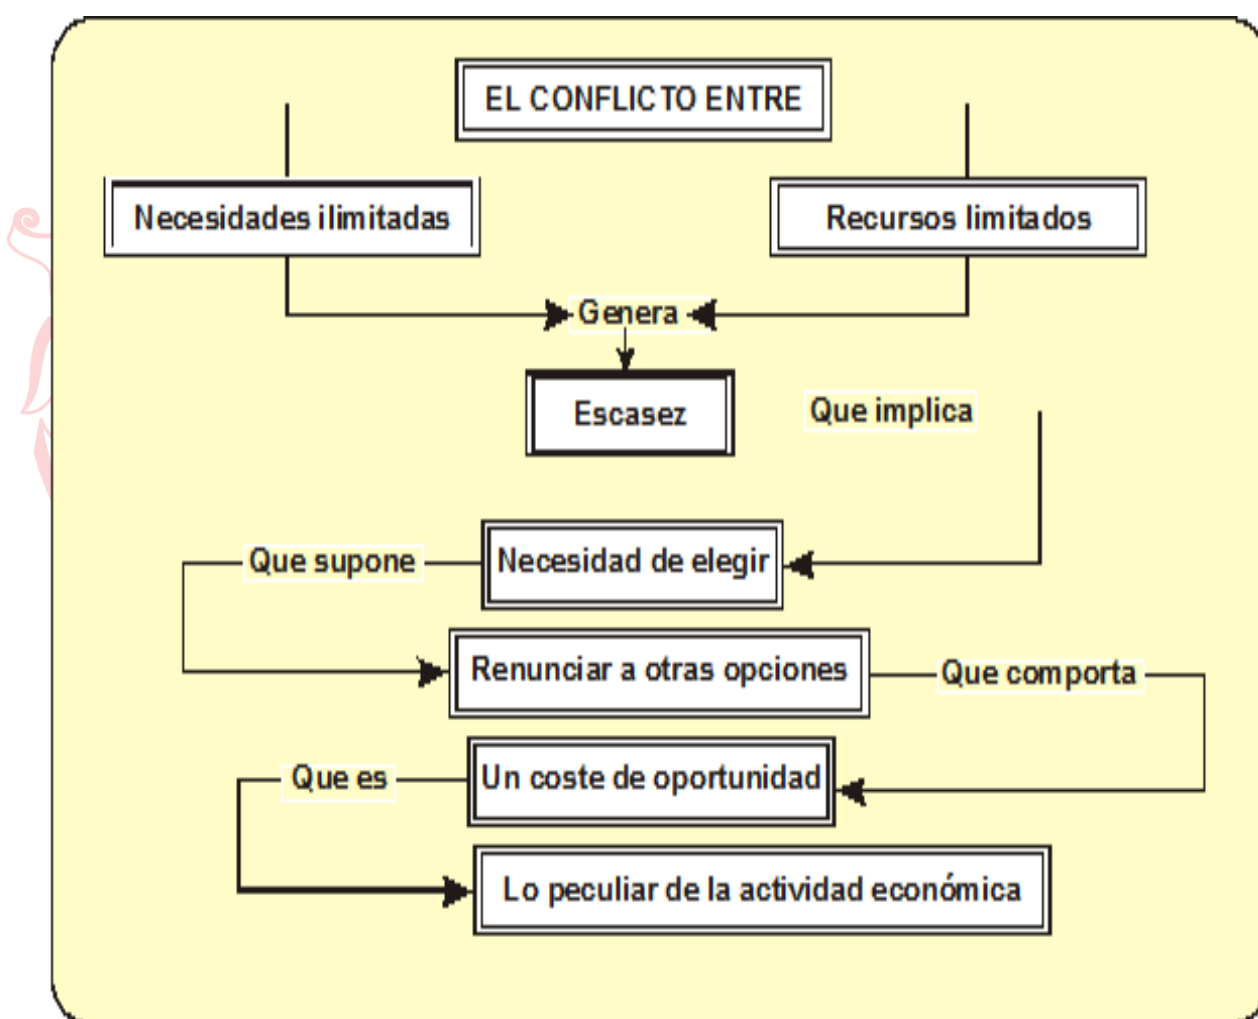 EL CONFLICTO ENTRE
Necesidades ilimitadas
Recursos limitados
Genera
Escasez
Que implica
Que supone
Necesidad de elegir
Renunciar a otras opciones
Que comporta
Que es
Un coste de oportunidad
Lo peculiar de la actividad económica